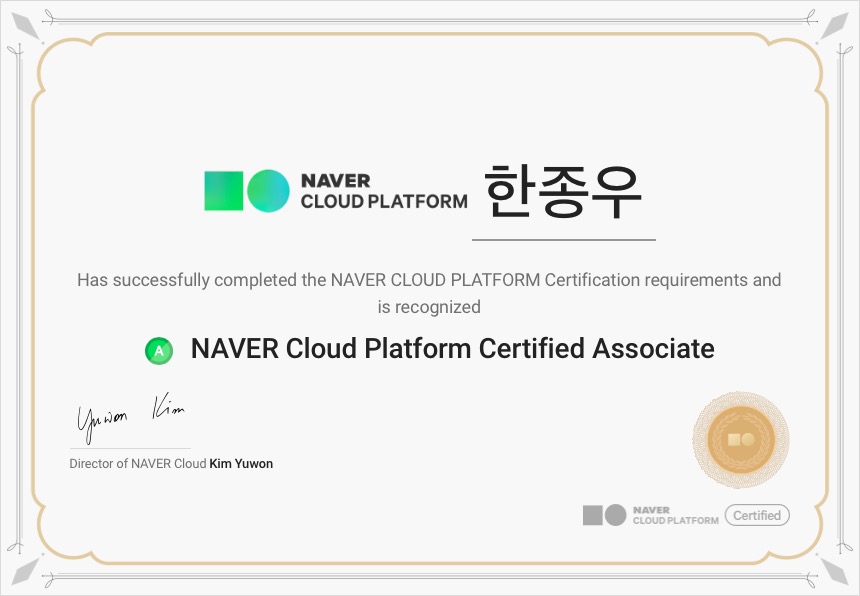 NAVER
CLOUD PLATFORM
한종우
Has successfully completed the NAVER CLOUD PLATFORM Certification requirements and
is recognized
A
NAVER Cloud Platform Certified Associate
Yuwon Kim
Director of NAVER Cloud Kim Yuwon
NAVER
CLOUD PLATFORM
Certified